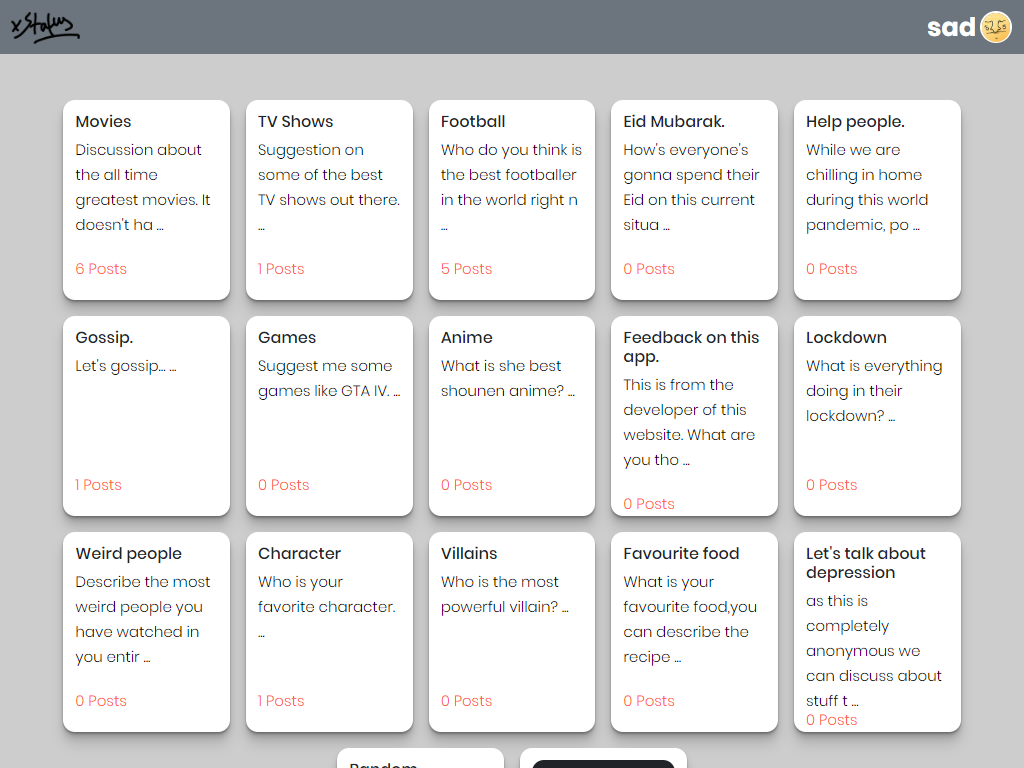 xStatus
sad
Movies
Discussion about
the all time
greatest movies. It
doesn't ha ...
6 Posts
TV Shows
Suggestion on
some of the best
TV shows out there.
...
1 Posts
Football
Who do you think is
the best footballer
in the world right n
...
5 Posts
Eid Mubarak.
How's everyone's
gonna spend their
Eid on this current
situa ...
0 Posts
Help people.
While we are
chilling in home
during this world
pandemic, po ...
0 Posts
Gossip.
Let's gossip... ...
1 Posts
Games
Suggest me some
games like GTA IV. ...
0 Posts
Anime
What is she best
shounen anime? ...
0 Posts
Feedback on this
app.
This is from the
developer of this
website. What are
you tho ...
0 Posts
Lockdown
What is everything
doing in their
lockdown? ...
0 Posts
Weird people
Describe the most
weird people you
have watched in
you entir ...
0 Posts
Character
Who is your
favorite character.
...
1 Posts
Villains
Who is the most
powerful villain? ...
0 Posts
Favourite food
What is your
favourite food,you
can describe the
recipe ...
0 Posts
Let's talk about
depression
as this is
completely
anonymous we
can discuss about
stuff t ...
0 Posts
Random